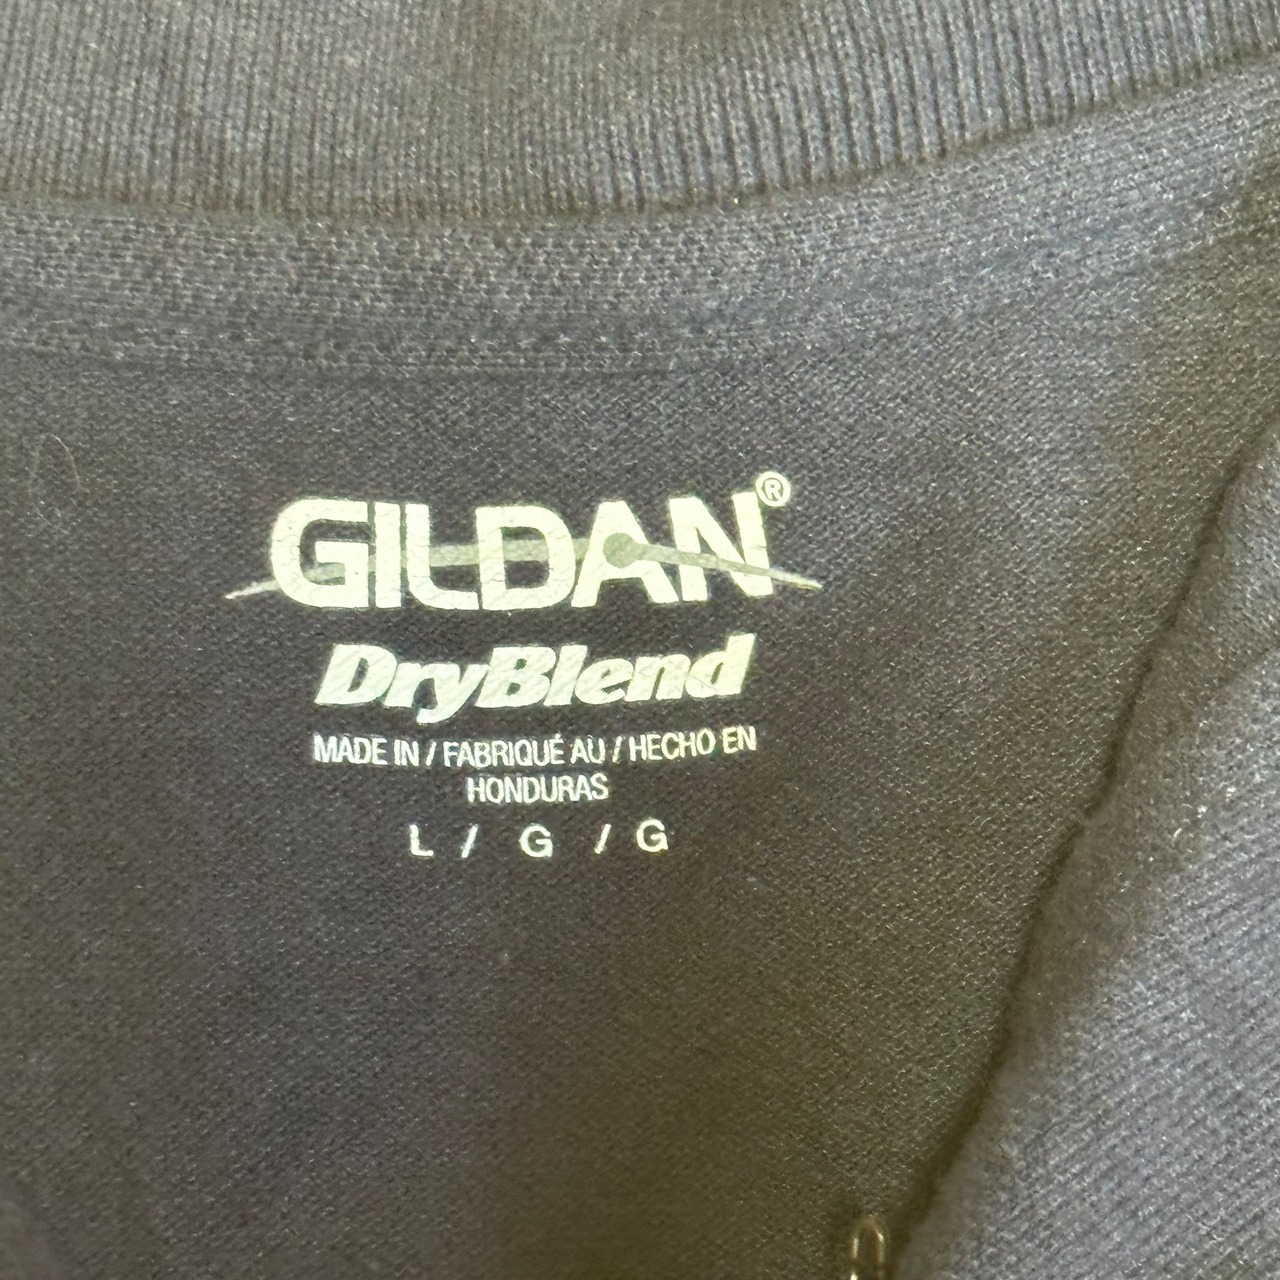 GILDAN®
DryBlend
MADE IN / FABRIQUÉ AU / HECHO EN
HONDURAS
L / G / G